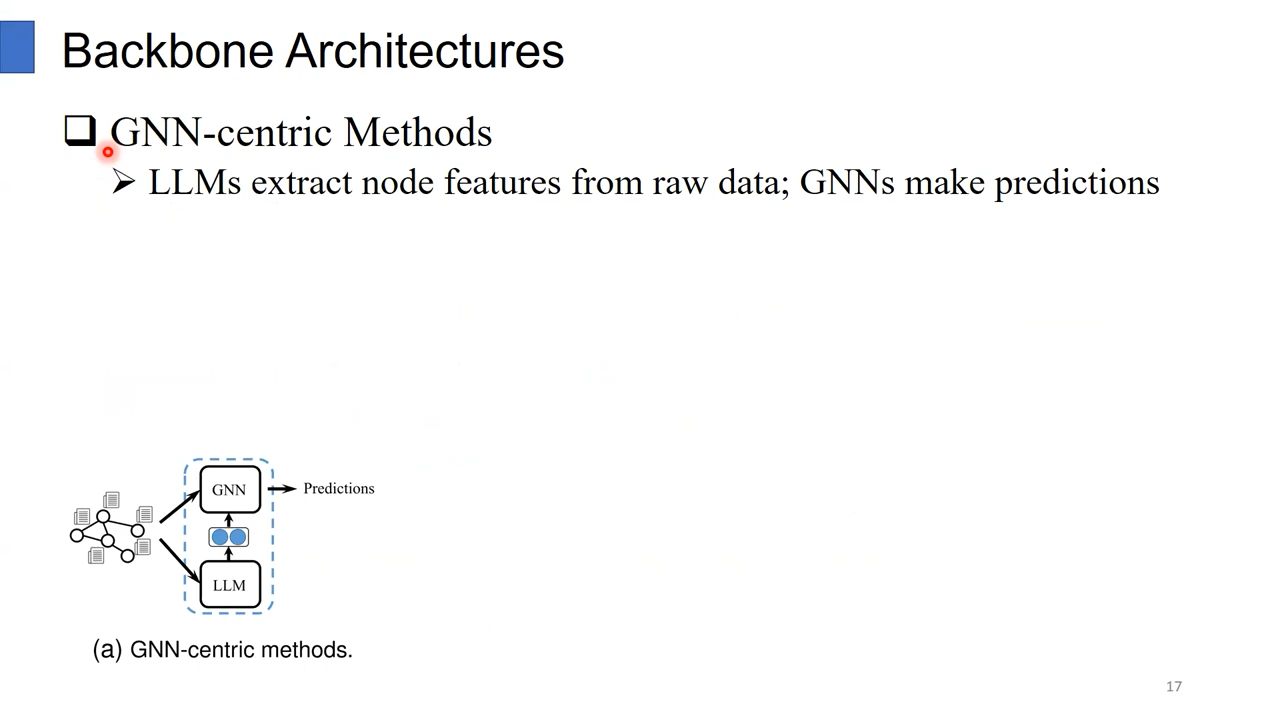 Backbone Architectures
GNN-centric Methods
LLMs extract node features from raw data; GNNs make predictions
GNN
Predictions
LLM
(a) GNN-centric methods.
17